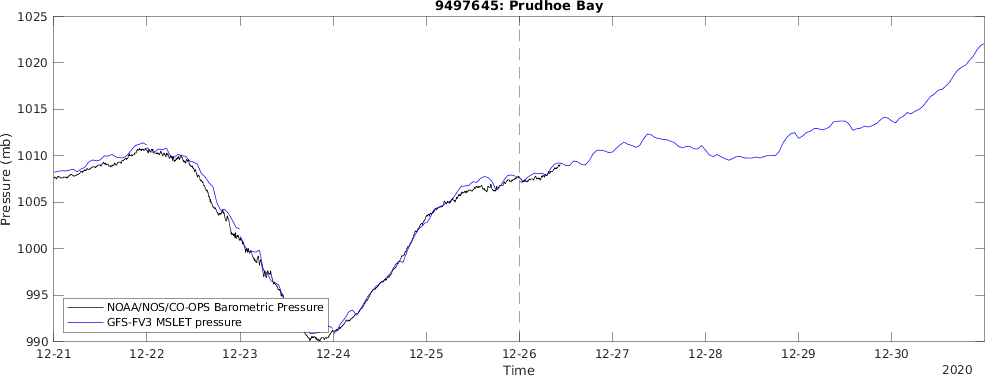 9497645: Prudhoe Bay
1025
1020
1015
1010
1005
1000
995
990
Pressure (mb)
NOAA/NOS/CO-OPS Barometric Pressure
GFS-FV3 MSLET pressure
12-21 12-22 12-23 12-24 12-25 12-26 12-27 12-28 12-29 12-30
Time
2020